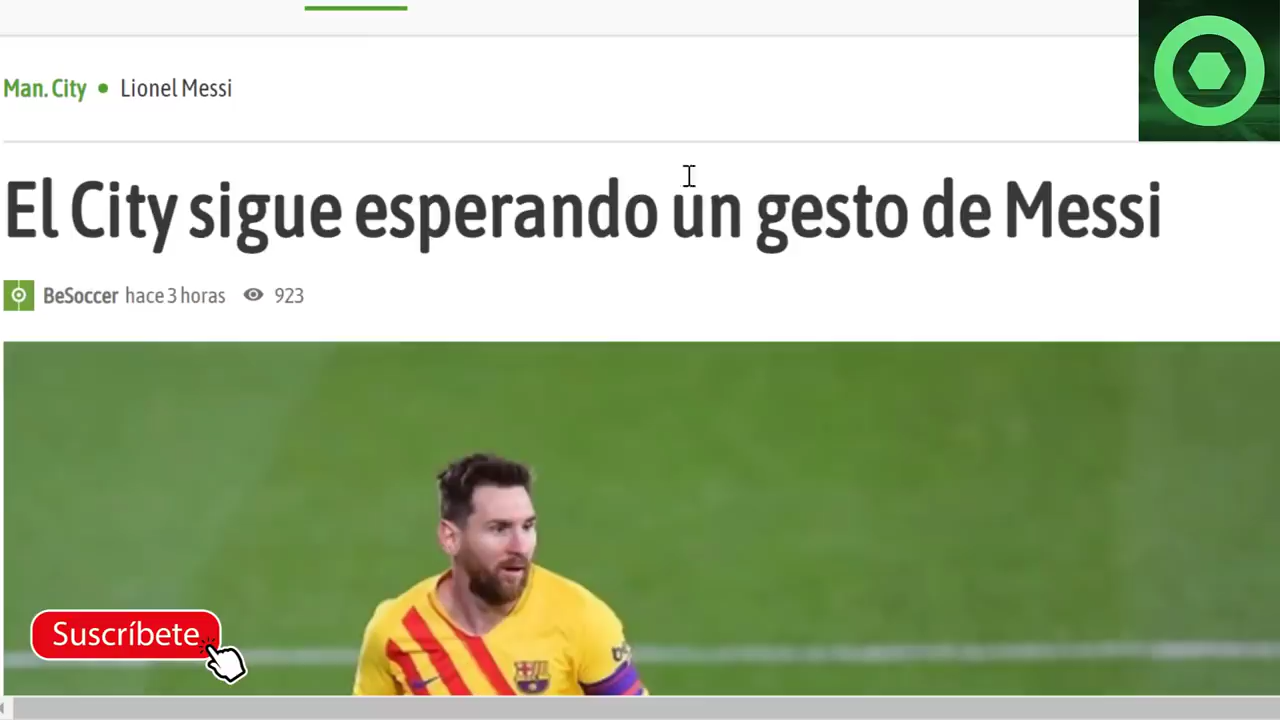 Man. City • Lionel Messi
El City sigue esperando un gesto de Messi
BeSoccer hace 3 horas 923
Suscríbete